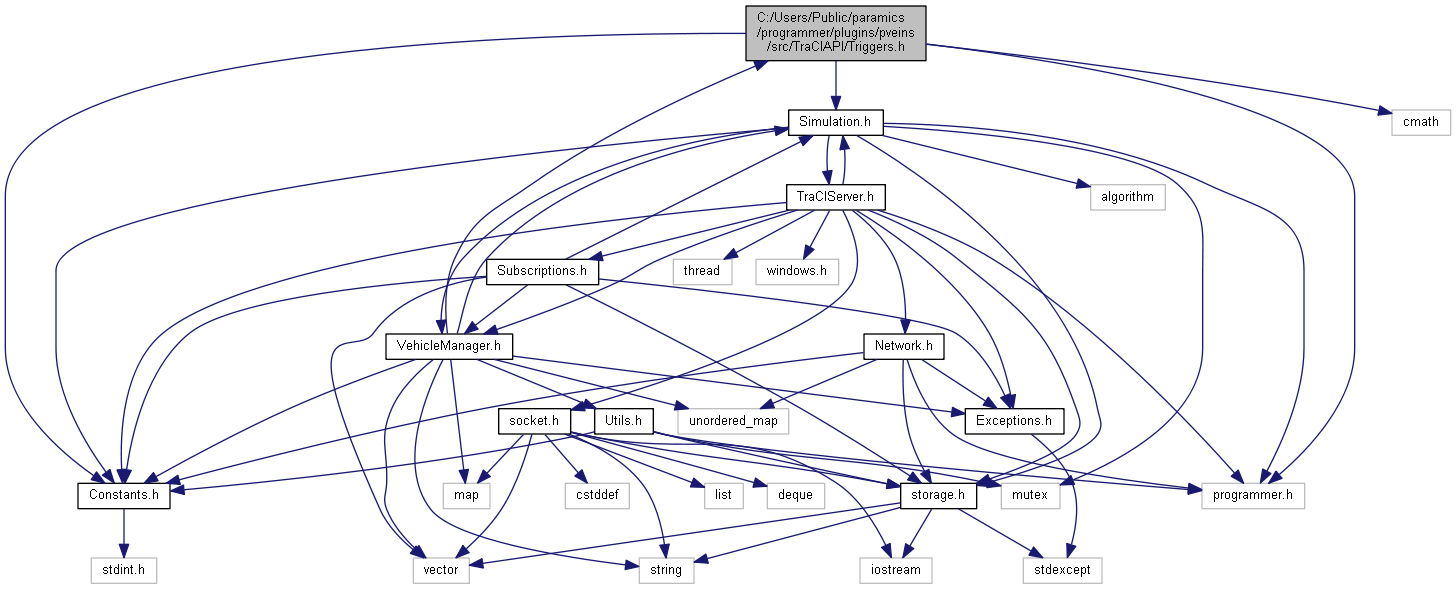 C:/Users/Public/paramics
/programmer/plugins/pveins
/src/TraCIAPI/Triggers.h
Simulation.h
cmath
TraCIServer.h
algorithm
Subscriptions.h
thread
windows.h
VehicleManager.h
Network.h
socket.h
Utils.h
unordered_map
Exceptions.h
Constants.h
map
cstddef
list
deque
storage.h
mutex
programmer.h
stdint.h
vector
string
iostream
stdexcept